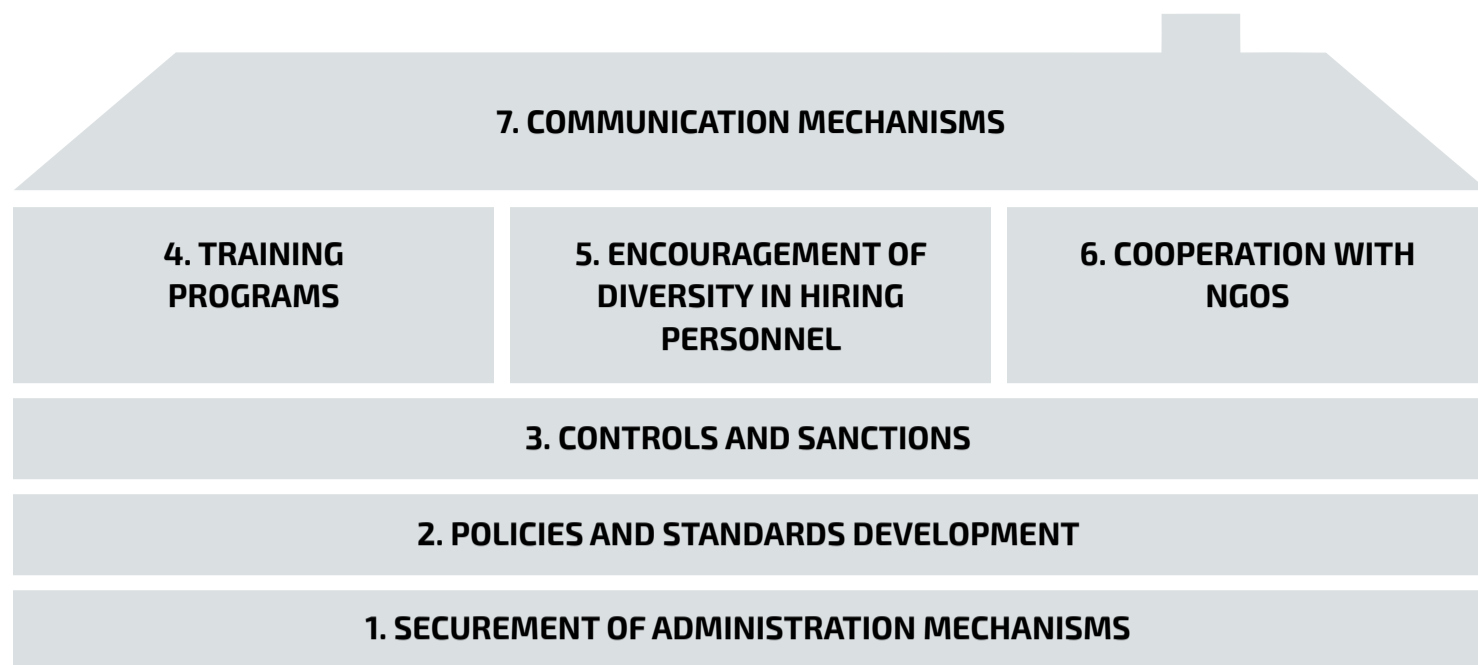 7. COMMUNICATION MECHANISMS
4. TRAINING
PROGRAMS
5. ENCOURAGEMENT OF
DIVERSITY IN HIRING
PERSONNEL
6. COOPERATION WITH
NGOS
3. CONTROLS AND SANCTIONS
2. POLICIES AND STANDARDS DEVELOPMENT
1. SECUREMENT OF ADMINISTRATION MECHANISMS